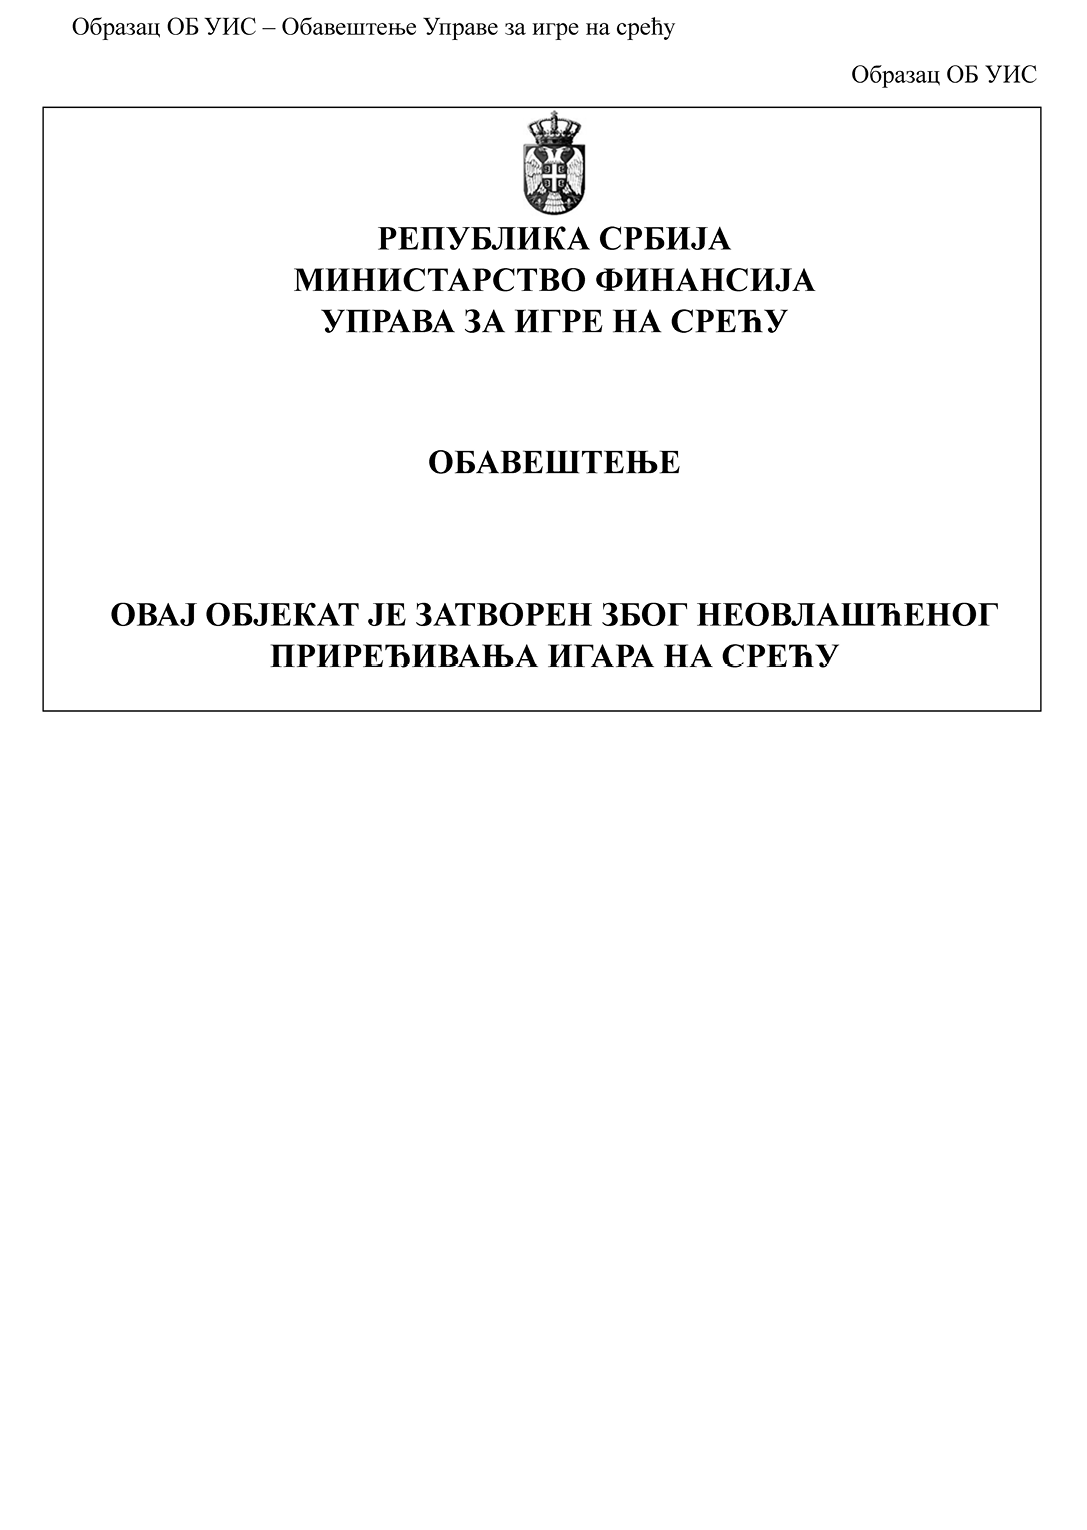 Образац ОБ УИС – Обавештење Управе за игре на срећу
Образац ОБ УИС
РЕПУБЛИКА СРБИЈА
МИНИСТАРСТВО ФИНАНСИЈА
УПРАВА ЗА ИГРЕ НА СРЕЋУ
ОБАВЕШТЕЊЕ
ОВАЈ ОБЈЕКАТ ЈЕ ЗАТВОРЕН ЗБОГ НЕОВЛАШЋЕНОГ
ПРИРЕЂИВАЊА ИГАРА НА СРЕЋУ